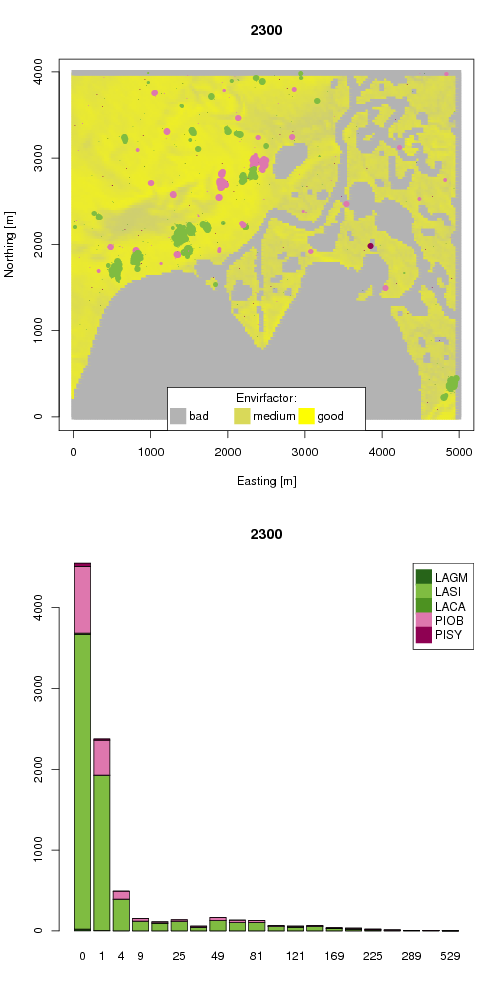 2300
4000
3000
2000
1000
0
Northing [m]
Envirfactor:
bad medium good
0 1000 2000 3000 4000 5000
Easting [m]
2300
LAGM
LASI
LACA
PIOB
PISY
4000
3000
2000
1000
0
0 1 4 9 25 49 81 121 169 225 289 529